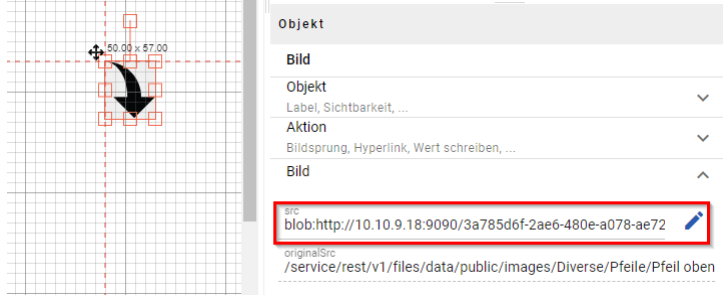 50.00 x 57.00
Objekt
Bild
Objekt
Label, Sichtbarkeit, ...
Aktion
Bildsprung, Hyperlink, Wert schreiben, ...
Bild
src
blob:http://10.10.9.18:9090/3a785d6f-2ae6-480e-a078-ae72
originalSrc
/service/rest/v1/files/data/public/images/Diverse/Pfeile/Pfeil oben